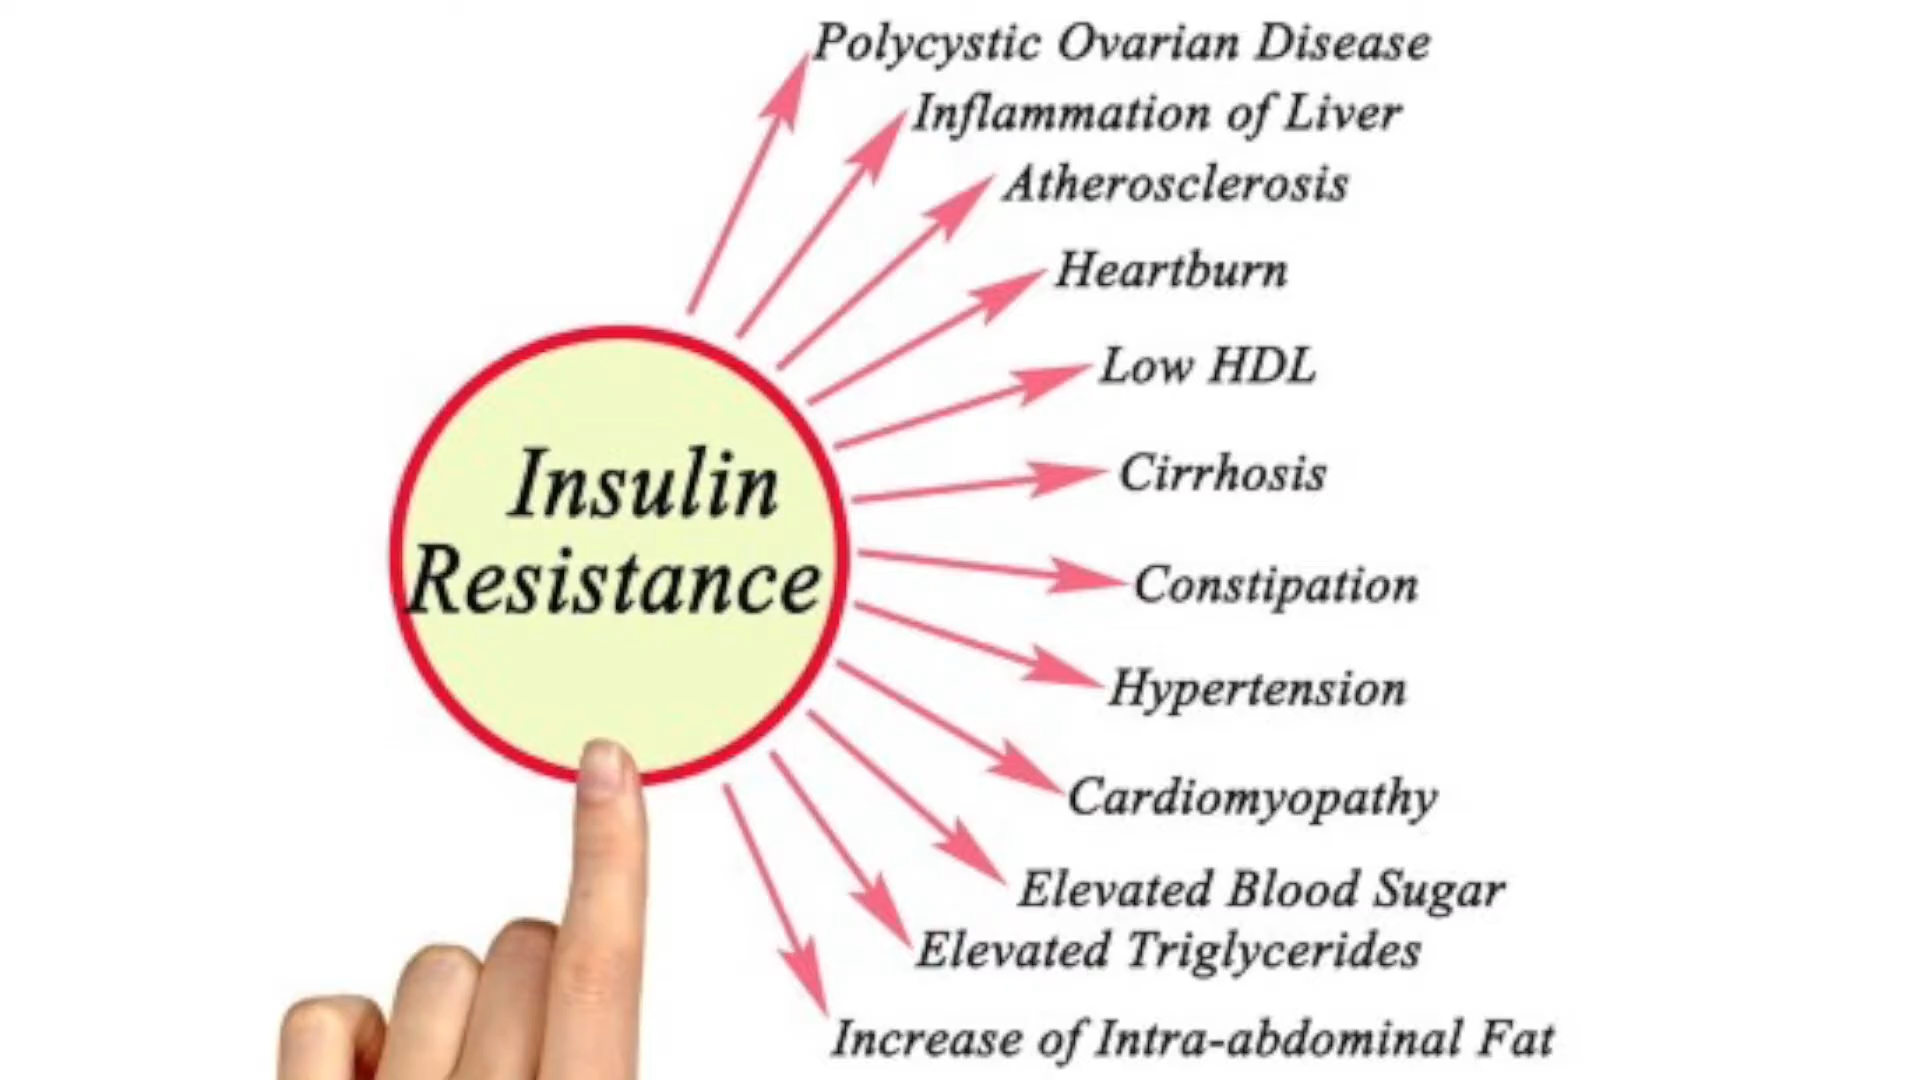 Polycystic Ovarian Disease
Inflammation of Liver
Atherosclerosis
Heartburn
Low HDL
Insulin
Resistance
Cirrhosis
Constipation
Hypertension
Cardiomyopathy
Elevated Blood Sugar
Elevated Triglycerides
Increase of Intra-abdominal Fat